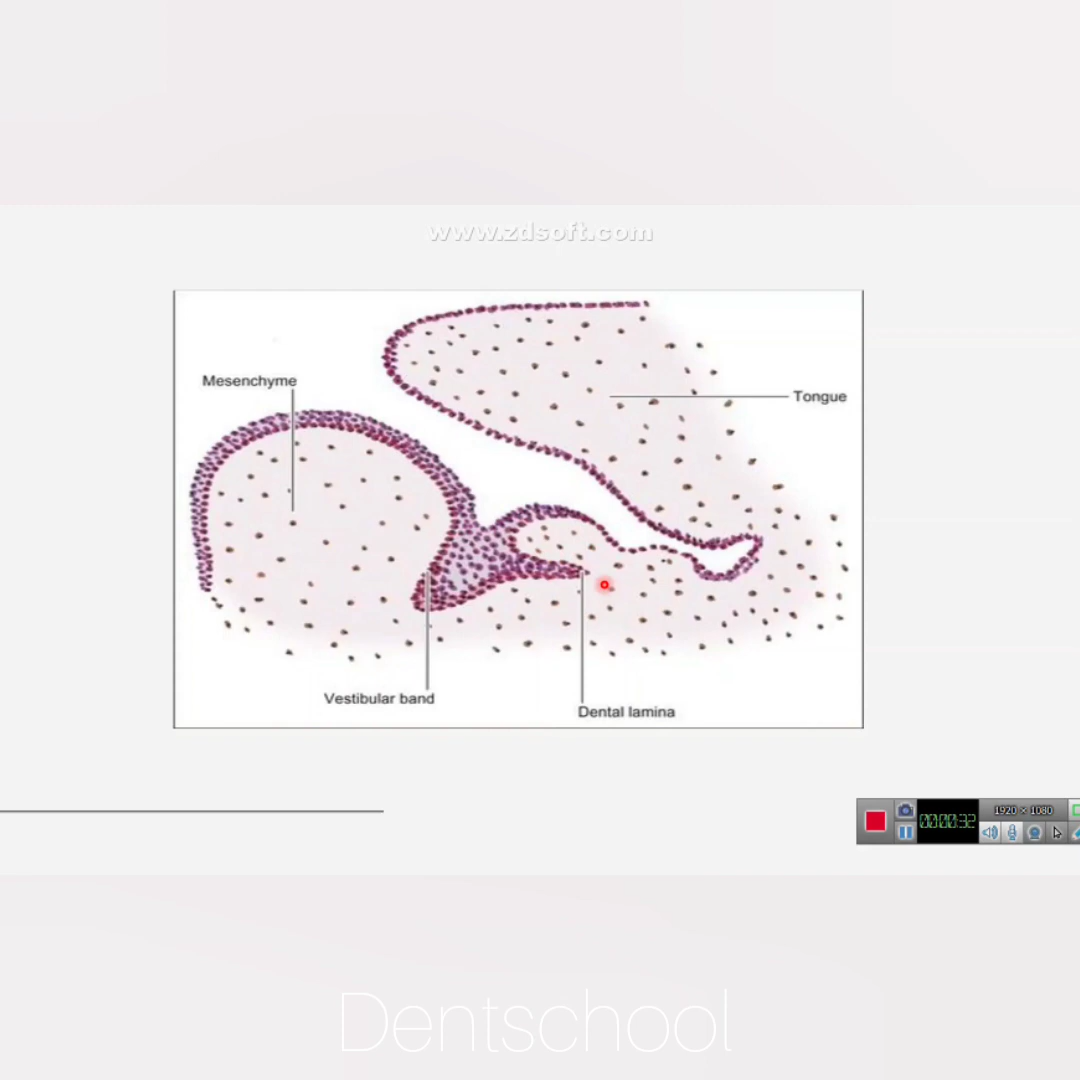 www.zdsoft.com
Mesenchyme
Tongue
Vestibular band
Dental lamina
1920 × 1080
00:00:32
Dentschool